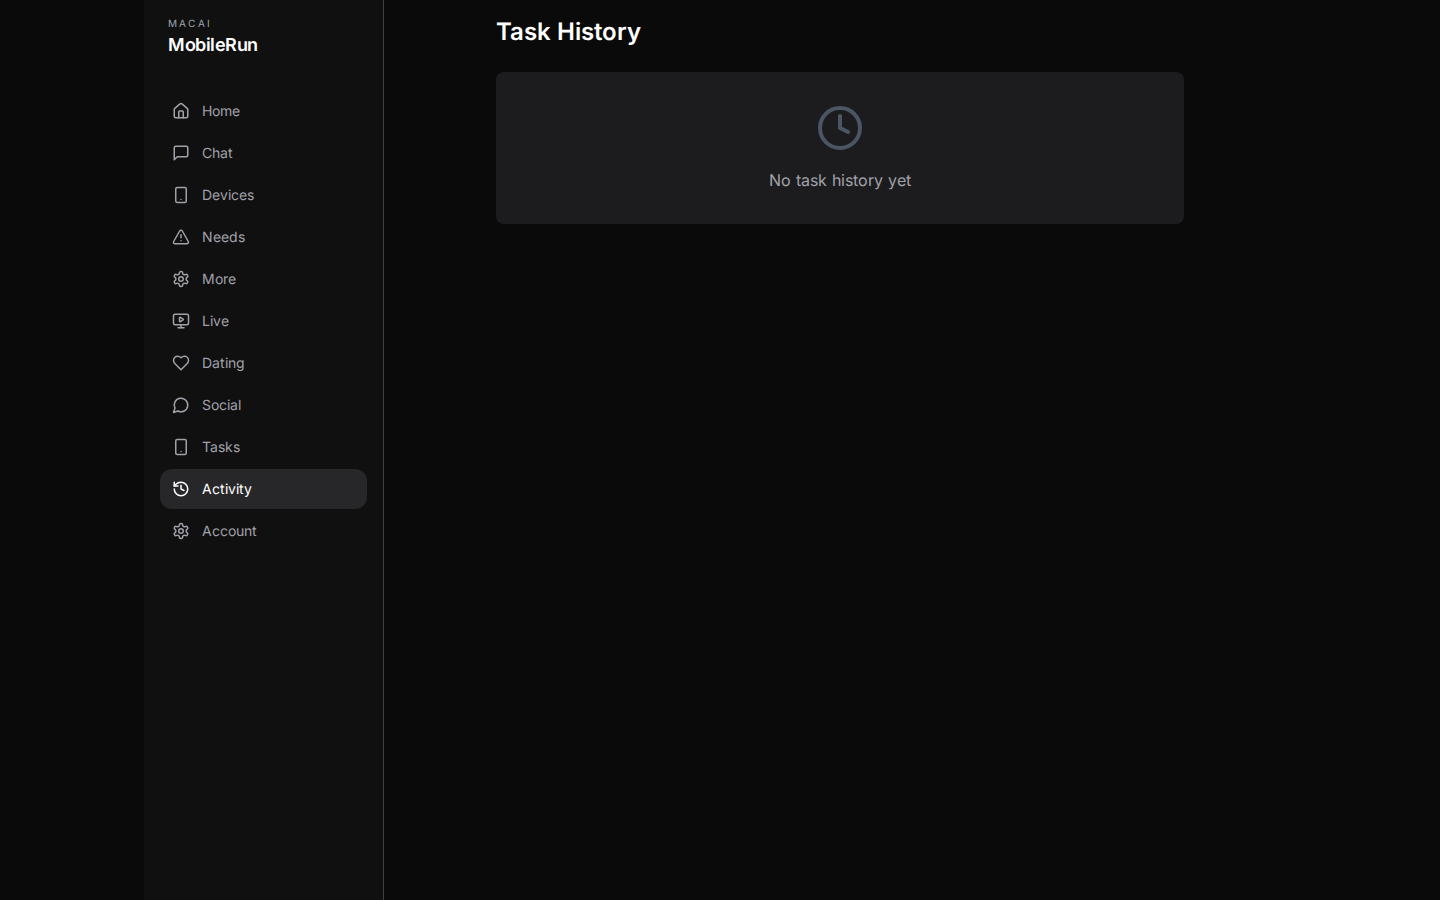 MACAI
MobileRun
Home
Chat
Devices
Needs
More
Live
Dating
Social
Tasks
Activity
Account
Task History
No task history yet